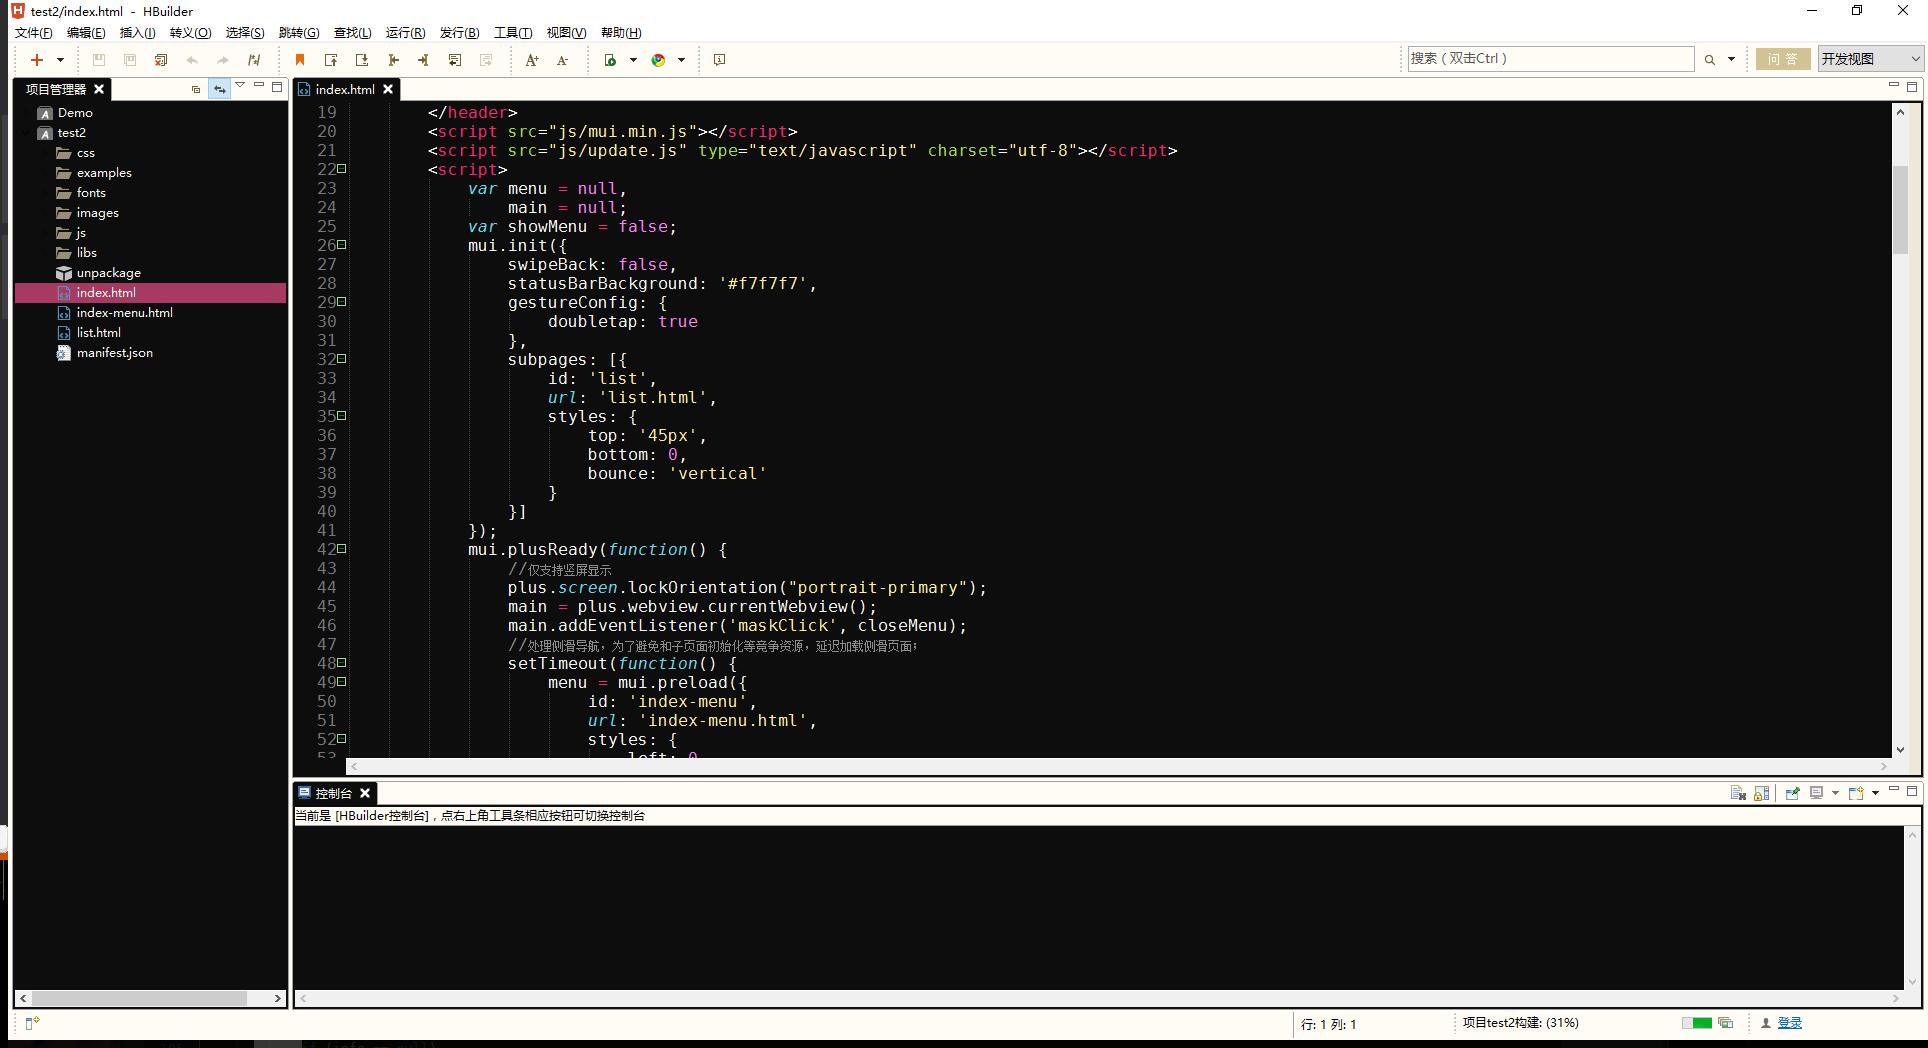 test2/index.html - HBuilder
文件(F) 编辑(E) 插入(I) 转义(O) 选择(S) 跳转(G) 查找(L) 运行(R) 发行(B) 工具(T) 视图(V) 帮助(H)
搜索（双击Ctrl）
问 答
开发视图
项目管理器
Demo
test2
css
examples
fonts
images
js
libs
unpackage
index.html
index-menu.html
list.html
manifest.json
index.html
19 </header>
20 <script src="js/mui.min.js"></script>
21 <script src="js/update.js" type="text/javascript" charset="utf-8"></script>
22 <script>
23 var menu = null,
24 main = null;
25 var showMenu = false;
26 mui.init({
27 swipeBack: false,
28 statusBarBackground: '#f7f7f7',
29 gestureConfig: {
30 doubletap: true
31 },
32 subpages: [{
33 id: 'list',
34 url: 'list.html',
35 styles: {
36 top: '45px',
37 bottom: 0,
38 bounce: 'vertical'
39 }
40 }]
41 });
42 mui.plusReady(function() {
43 //仅支持竖屏显示
44 plus.screen.lockOrientation("portrait-primary");
45 main = plus.webview.currentWebview();
46 main.addEventListener('maskClick', closeMenu);
47 //处理侧滑导航，为了避免和子页面初始化等竞争资源，延迟加载侧滑页面；
48 setTimeout(function() {
49 menu = mui.preload({
50 id: 'index-menu',
51 url: 'index-menu.html',
52 styles: {
53 left: 0
控制台
当前是 [HBuilder控制台]，点右上角工具条相应按钮可切换控制台
行: 1 列: 1
项目test2构建: (31%)
登录